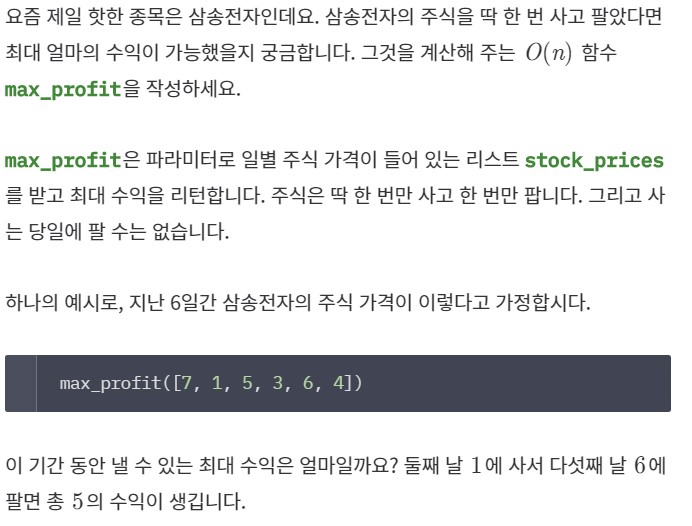 요즘 제일 핫한 종목은 삼송전자인데요. 삼송전자의 주식을 딱 한 번 사고 팔았다면
최대 얼마의 수익이 가능했을지 궁금합니다. 그것을 계산해 주는 O(n) 함수
max_profit을 작성하세요.
max_profit은 파라미터로 일별 주식 가격이 들어 있는 리스트 stock_prices
를 받고 최대 수익을 리턴합니다. 주식은 딱 한 번만 사고 한 번만 팝니다. 그리고 사
는 당일에 팔 수는 없습니다.
하나의 예시로, 지난 6일간 삼송전자의 주식 가격이 이렇다고 가정합시다.
max_profit([7, 1, 5, 3, 6, 4])
이 기간 동안 낼 수 있는 최대 수익은 얼마일까요? 둘째 날 1에 사서 다섯째 날 6에
팔면 총 5의 수익이 생깁니다.